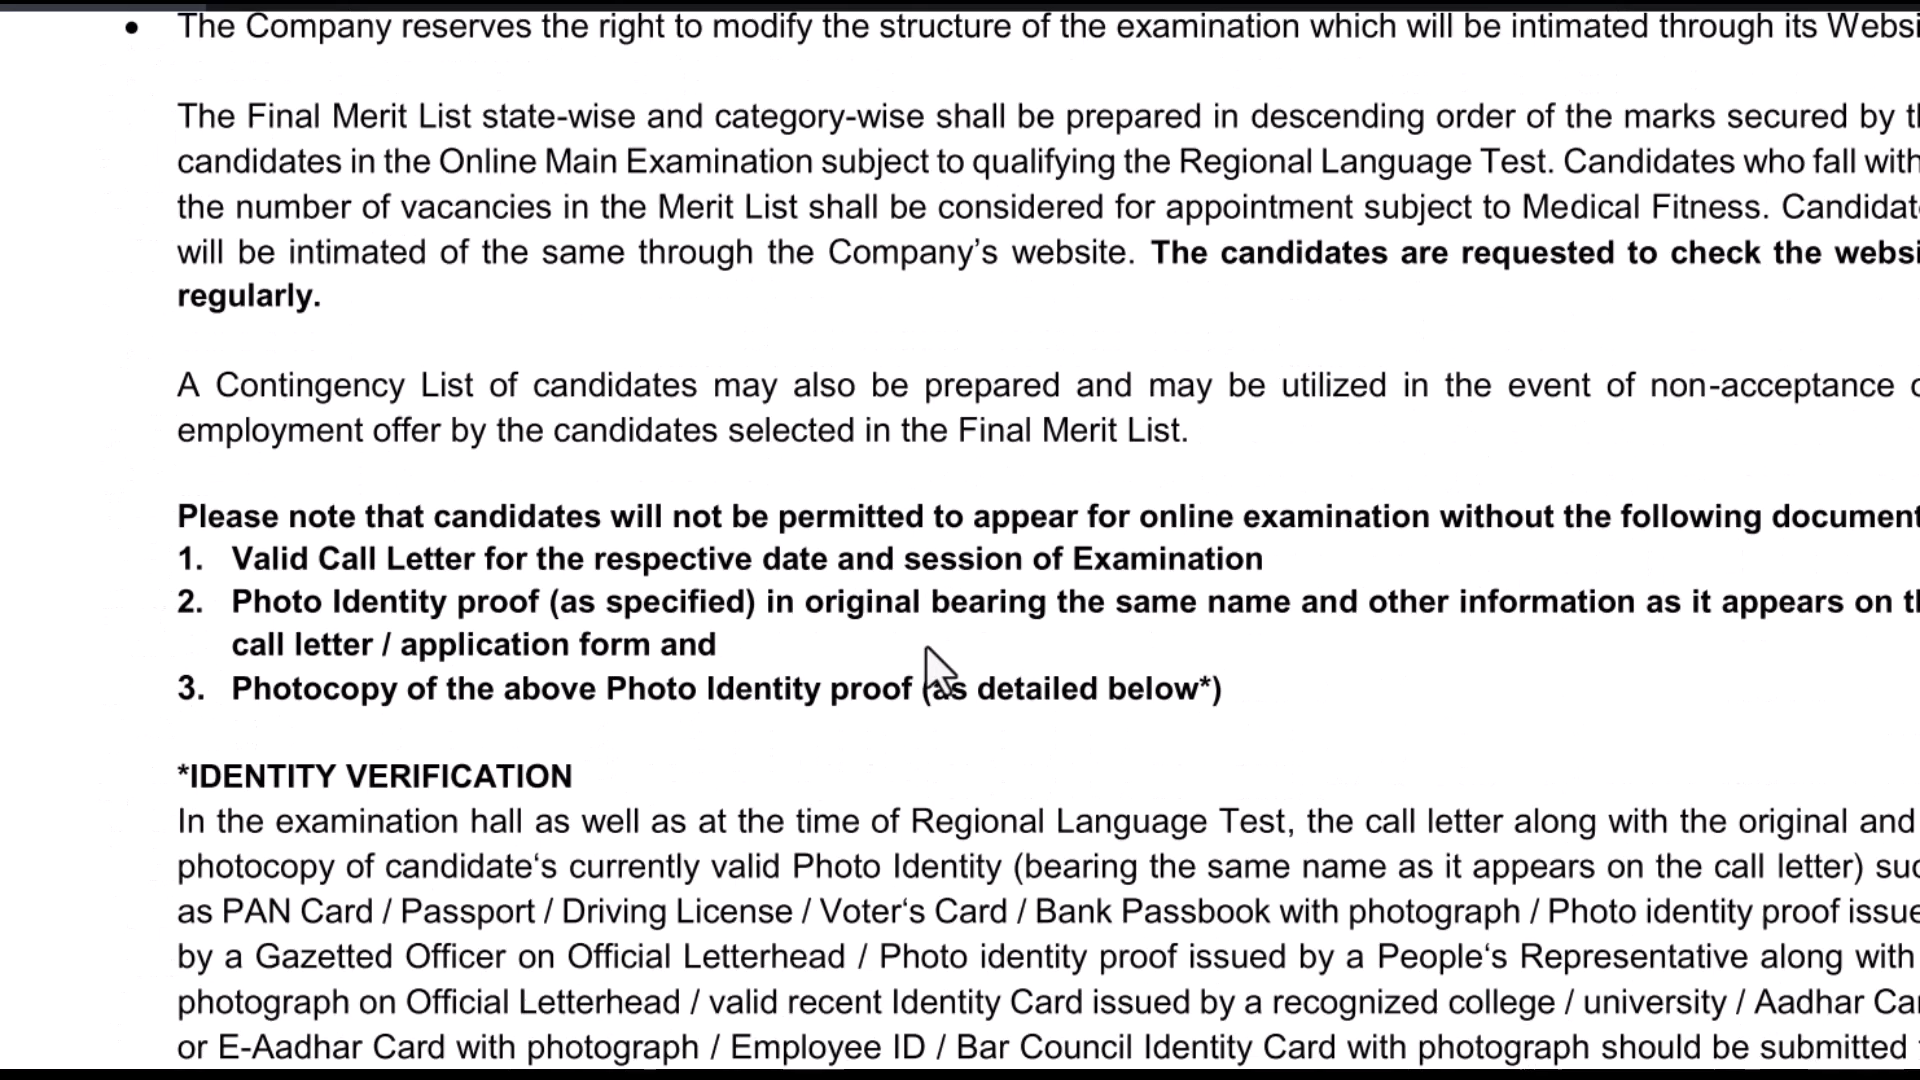 • The Company reserves the right to modify the structure of the examination which will be intimated through its
The Final Merit List state-wise and category-wise shall be prepared in descending order of the marks secured by
candidates in the Online Main Examination subject to qualifying the Regional Language Test. Candidates who fall
the number of vacancies in the Merit List shall be considered for appointment subject to Medical Fitness.
will be intimated of the same through the Company’s website. The candidates are requested to check the
regularly.
A Contingency List of candidates may also be prepared and may be utilized in the event of non-acceptance
employment offer by the candidates selected in the Final Merit List.
Please note that candidates will not be permitted to appear for online examination without the following
1. Valid Call Letter for the respective date and session of Examination
2. Photo Identity proof (as specified) in original bearing the same name and other information as it appears on
call letter / application form and
3. Photocopy of the above Photo Identity proof (as detailed below*)
*IDENTITY VERIFICATION
In the examination hall as well as at the time of Regional Language Test, the call letter along with the original and
photocopy of candidate‘s currently valid Photo Identity (bearing the same name as it appears on the call letter)
as PAN Card / Passport / Driving License / Voter‘s Card / Bank Passbook with photograph / Photo identity proof
by a Gazetted Officer on Official Letterhead / Photo identity proof issued by a People‘s Representative along with
photograph on Official Letterhead / valid recent Identity Card issued by a recognized college / university / Aadhar
or E-Aadhar Card with photograph / Employee ID / Bar Council Identity Card with photograph should be submitted